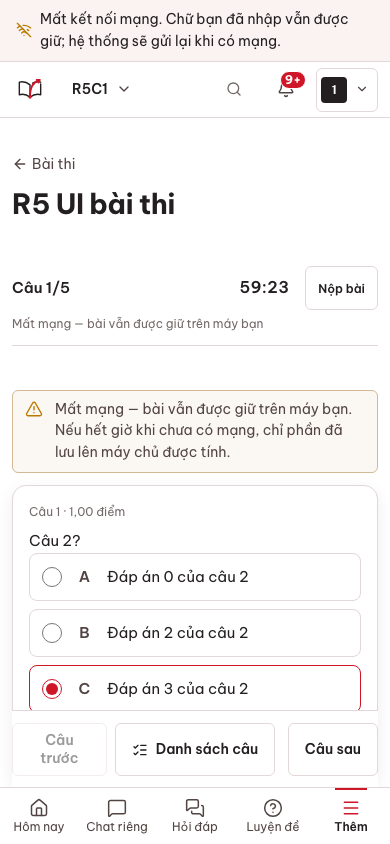 Mất kết nối mạng. Chữ bạn đã nhập vẫn được
giữ; hệ thống sẽ gửi lại khi có mạng.
R5C1
9+
1
Bài thi
R5 UI bài thi
Câu 1/5
59:23
Nộp bài
Mất mạng — bài vẫn được giữ trên máy bạn
Mất mạng — bài vẫn được giữ trên máy bạn.
Nếu hết giờ khi chưa có mạng, chỉ phần đã
lưu lên máy chủ được tính.
Câu 1 · 1,00 điểm
Câu 2?
A Đáp án 0 của câu 2
B Đáp án 2 của câu 2
C Đáp án 3 của câu 2
Câu
trước
Danh sách câu
Câu sau
Hôm nay
Chat riêng
Hỏi đáp
Luyện đề
Thêm